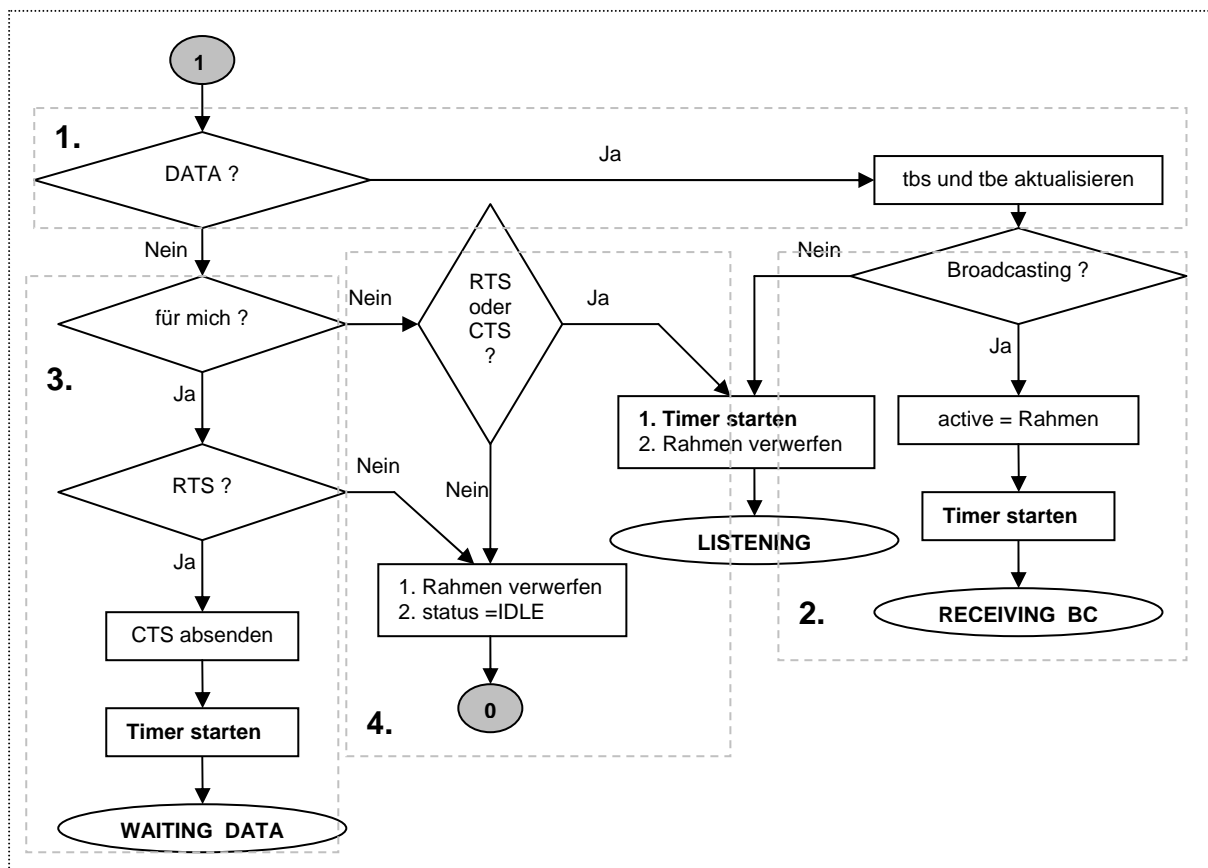 1
1.
DATA ?
Ja
tbs und tbe aktualisieren
Nein
für mich ?
Nein
RTS
oder
CTS
?
Ja
Nein
Broadcasting ?
Ja
3.
Ja
1. Timer starten
2. Rahmen verwerfen
active = Rahmen
RTS ?
Nein
Nein
LISTENING
Timer starten
Ja
1. Rahmen verwerfen
2. status =IDLE
2.
RECEIVING BC
CTS absenden
0
4.
Timer starten
WAITING DATA